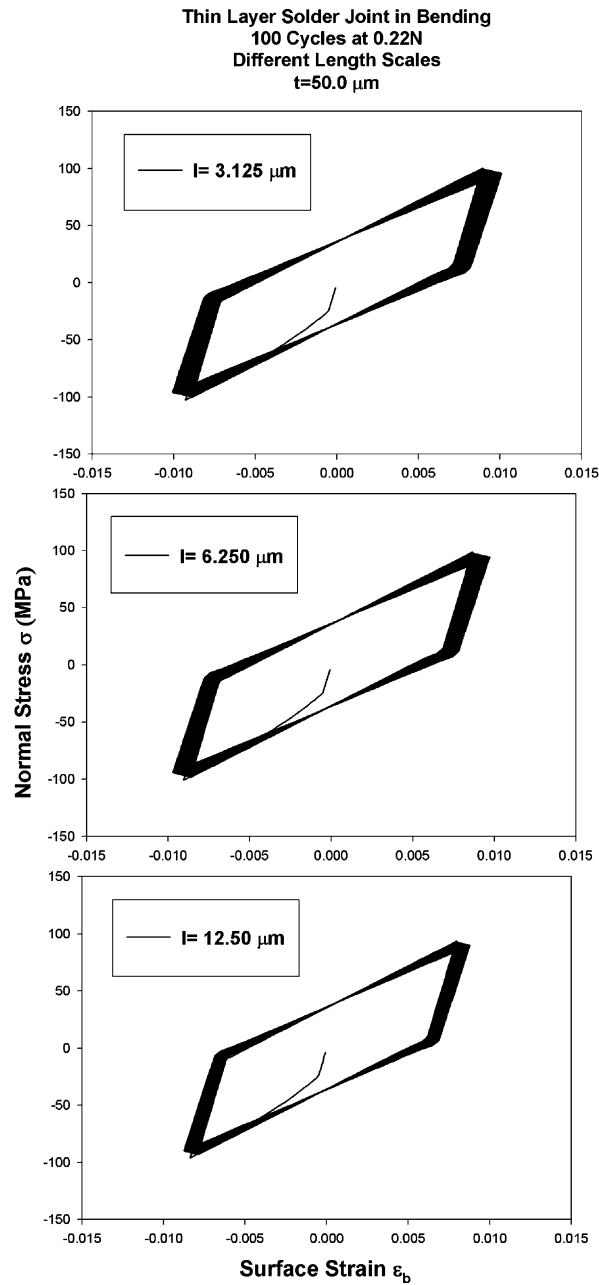 Thin Layer Solder Joint in Bending
100 Cycles at 0.22N
Different Length Scales
t=50.0 μm
150
100
50
0
-50
-100
-150
l= 3.125 μm
-0.015 -0.010 -0.005 0.000 0.005 0.010 0.015
Normal Stress σ (MPa)
150
100
50
0
-50
-100
-150
l= 6.250 μm
-0.015 -0.010 -0.005 0.000 0.005 0.010 0.015
150
100
50
0
-50
-100
-150
l= 12.50 μm
-0.015 -0.010 -0.005 0.000 0.005 0.010 0.015
Surface Strain εb